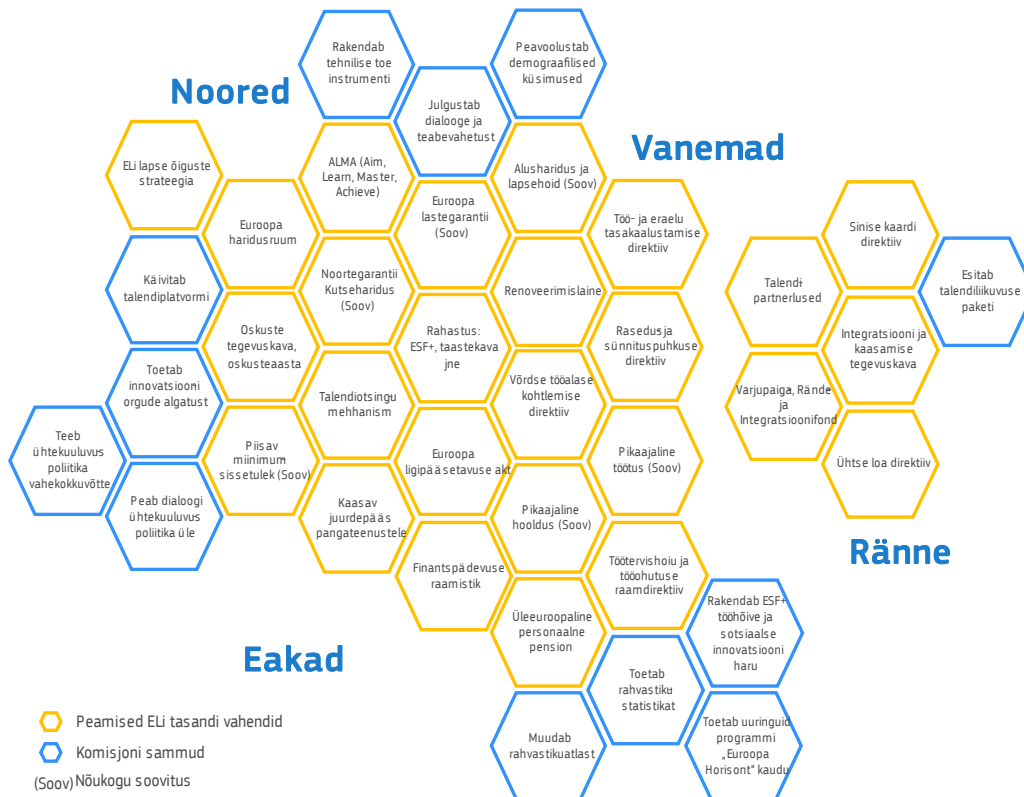 Noored
Rakendab
tehnilise toe
instrumenti
Peavoolustab
demograafilised
küsimused
Julgustab
dialooge ja
teabevahetust
Vanemad
ELi lapse õiguste
strateegia
ALMA (Aim,
Learn, Master,
Achieve)
Alusharidus ja
lapsehoid (Soov)
Euroopa
haridusruum
Euroopa
lastegarantii
(Soov)
Töö- ja eraelu
tasakaalustamise
direktiiv
Sinise kaardi
direktiiv
Käivitab
talendiplatvormi
Noortegarantii
Kutseharidus
(Soov)
Renoveerimislaine
Talendi-
partnerlused
Esitab
talendiliikuvuse
paketi
Oskuste
tegevuskava,
oskusteaasta
Rahastus:
ESF+, taastekava
jne
Rasedus ja
sünnituspuhkuse
direktiiv
Integratsiooni ja
kaasamise
tegevuskava
Toetab
innovatsiooni-
orgude algatust
Talendiotsingu
mehhanism
Võrdse tööalase
kohtlemise
direktiiv
Varjupaiga-, Rände-
ja
Integratsioonifond
Teeb
ühtekuuluvus-
poliitika
vahekokkuvõtte
Piisav
miinimum-
sissetulek (Soov)
Euroopa
ligipääsetavuse akt
Pikaajaline
töötus (Soov)
Ühtse loa direktiiv
Peab dialoogi
ühtekuuluvus-
poliitika üle
Kaasav
juurdepääs
pangateenustele
Pikaajaline
hooldus (Soov)
Ränne
Finantspädevuse
raamistik
Töötervishoiu ja
tööohutuse
raamdirektiiv
Üleeuroopaline
personaalne
pension
Rakendab ESF+
tööhõive ja
sotsiaalse
innovatsiooni
haru
Eakad
Toetab
rahvastiku-
statistikat
Muudab
rahvastikuatlast
Toetab uuringuid
programmi
„Euroopa
Horisont“ kaudu
Peamised ELi tasandi vahendid
Komisjoni sammud
(Soov) Nõukogu soovitus